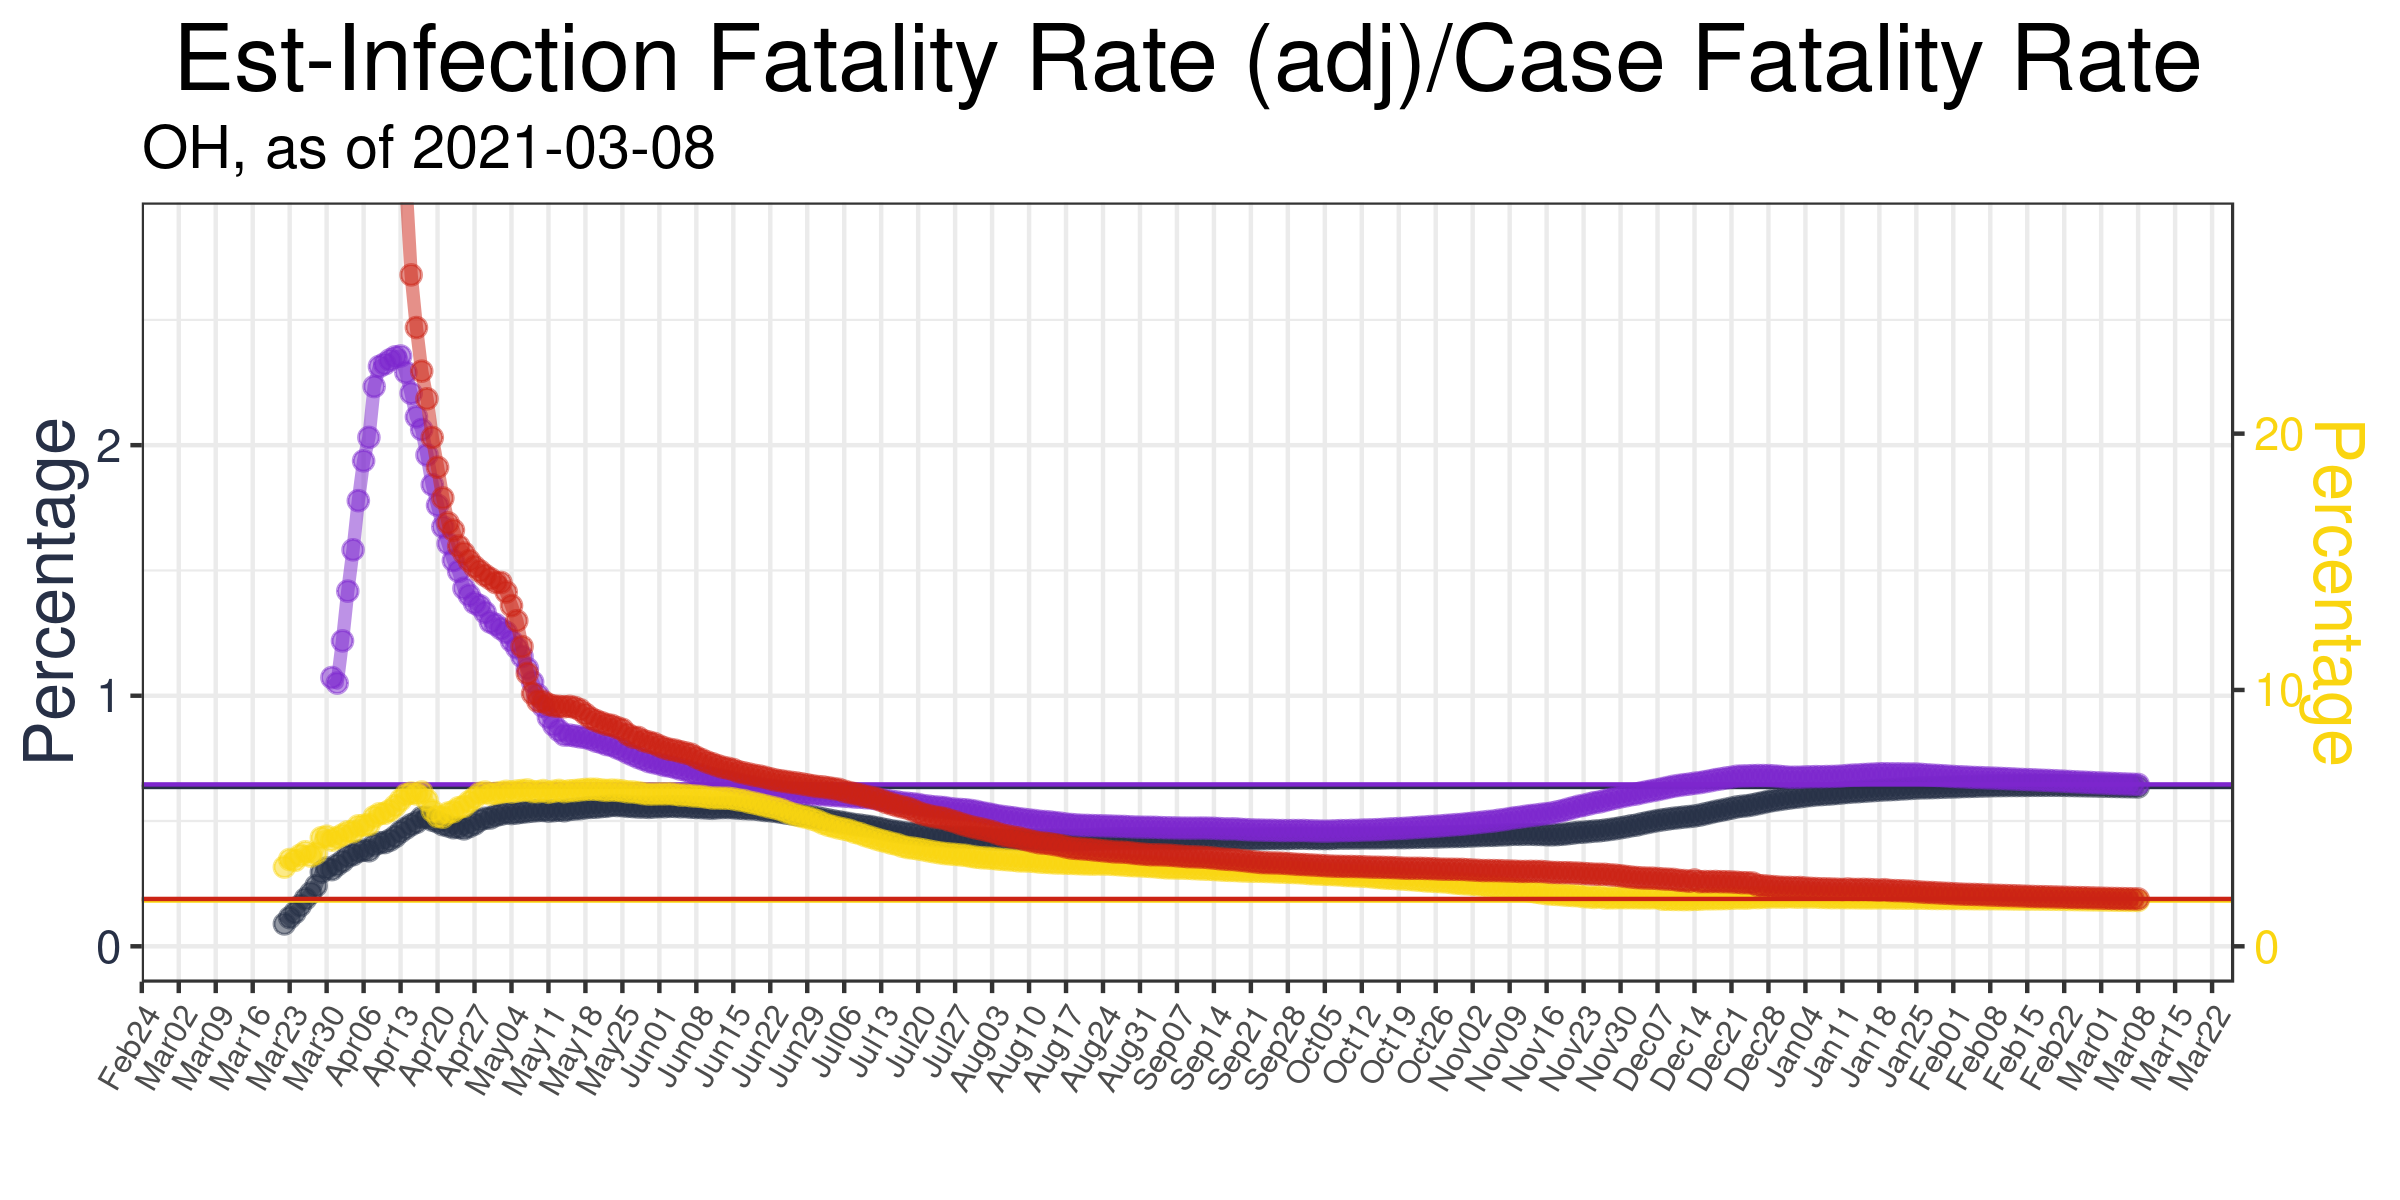 Est-Infection Fatality Rate (adj)/Case Fatality Rate
OH, as of 2021-03-08
Percentage
2
1
0
20
10
0
Percentage
Feb24
Mar02
Mar09
Mar16
Mar23
Mar30
Apr06
Apr13
Apr20
Apr27
May04
May11
May18
May25
Jun01
Jun08
Jun15
Jun22
Jun29
Jul06
Jul13
Jul20
Jul27
Aug03
Aug10
Aug17
Aug24
Aug31
Sep07
Sep14
Sep21
Sep28
Oct05
Oct12
Oct19
Oct26
Nov02
Nov09
Nov16
Nov23
Nov30
Dec07
Dec14
Dec21
Dec28
Jan04
Jan11
Jan18
Jan25
Feb01
Feb08
Feb15
Feb22
Mar01
Mar08
Mar15
Mar22